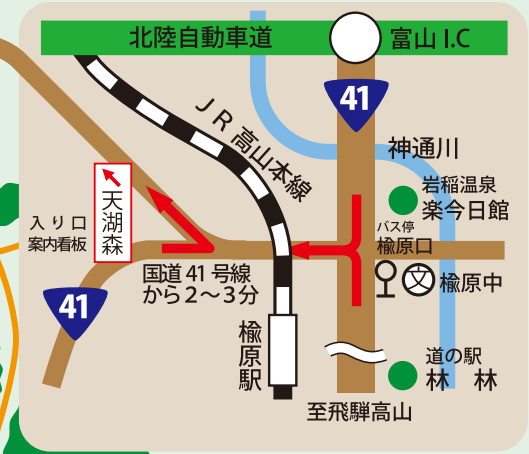 北陸自動車道
富山 I.C
41
JR高山本線
神通川
岩稲温泉
楽今日館
天湖森
入り口
案内看板
バス停
楡原口
文
楡原中
国道41号線
から2～3分
41
楡原駅
道の駅
林 林
至飛騨高山